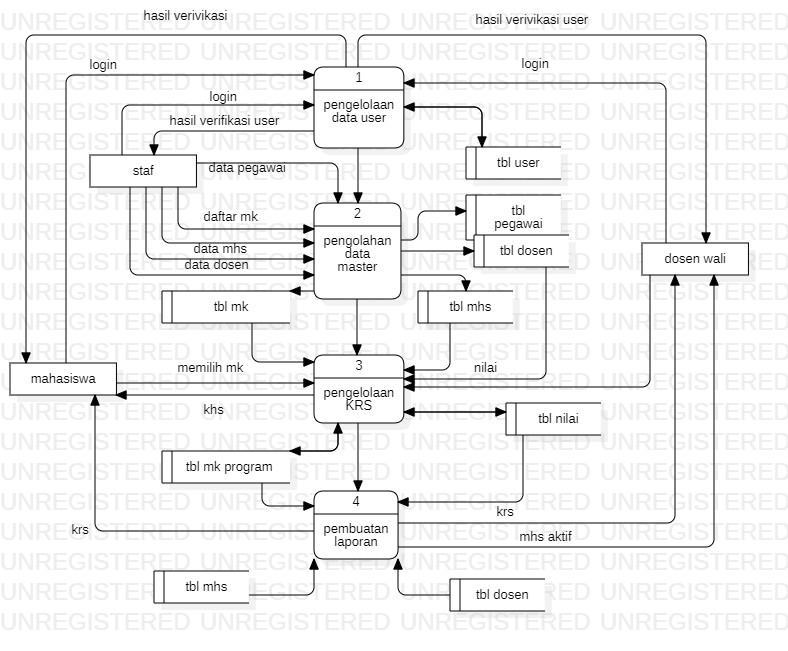 hasil verivikasi
hasil verivikasi user
login
login
1
pengelolaan
data user
login
hasil verifikasi user
tbl user
staf
data pegawai
2
pengolahan
data
master
tbl
pegawai
daftar mk
data mhs
data dosen
tbl dosen
dosen wali
tbl mk
tbl mhs
3
pengelolaan
KRS
mahasiswa
memilih mk
nilai
khs
tbl nilai
tbl mk program
4
pembuatan
laporan
krs
krs
mhs aktif
tbl mhs
tbl dosen
UNREGISTERED